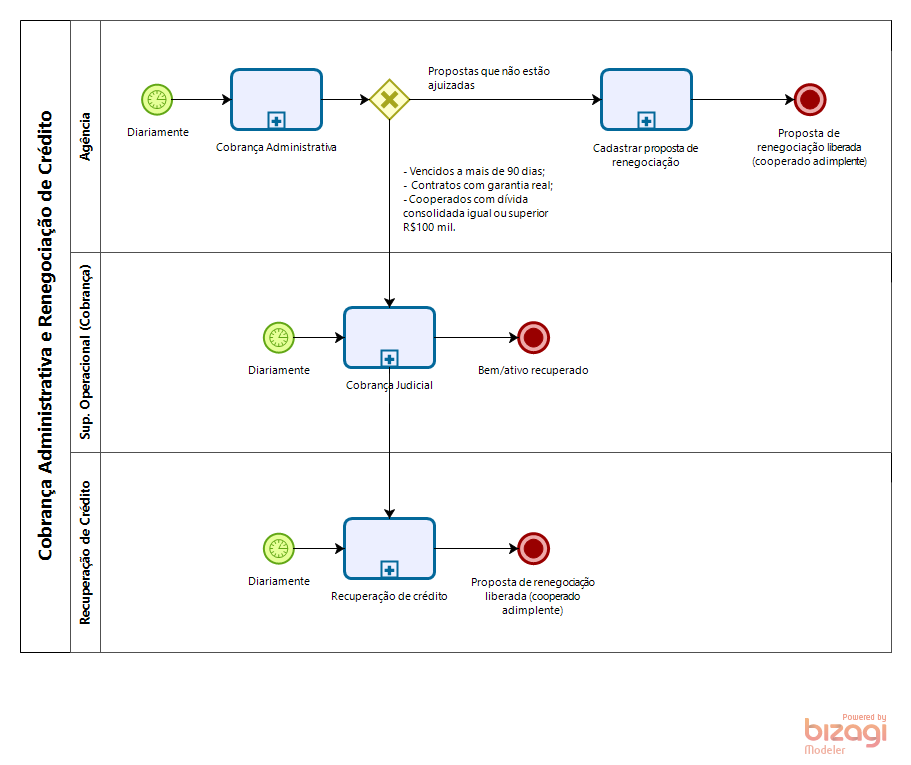 Cobrança Administrativa e Renegociação de Crédito
Agência
Diariamente
Cobrança Administrativa
Propostas que não estão
ajuizadas
Cadastrar proposta de
renegociação
Proposta de
renegociação liberada
(cooperado adimplente)
- Vencidos a mais de 90 dias;
- Contratos com garantia real;
- Cooperados com dívida
consolidada igual ou superior
R$100 mil.
Sup. Operacional (Cobrança)
Diariamente
Cobrança Judicial
Bem/ativo recuperado
Recuperação de Crédito
Diariamente
Recuperação de crédito
Proposta de renegociação
liberada (cooperado
adimplente)
Powered by
bizagi
Modeler